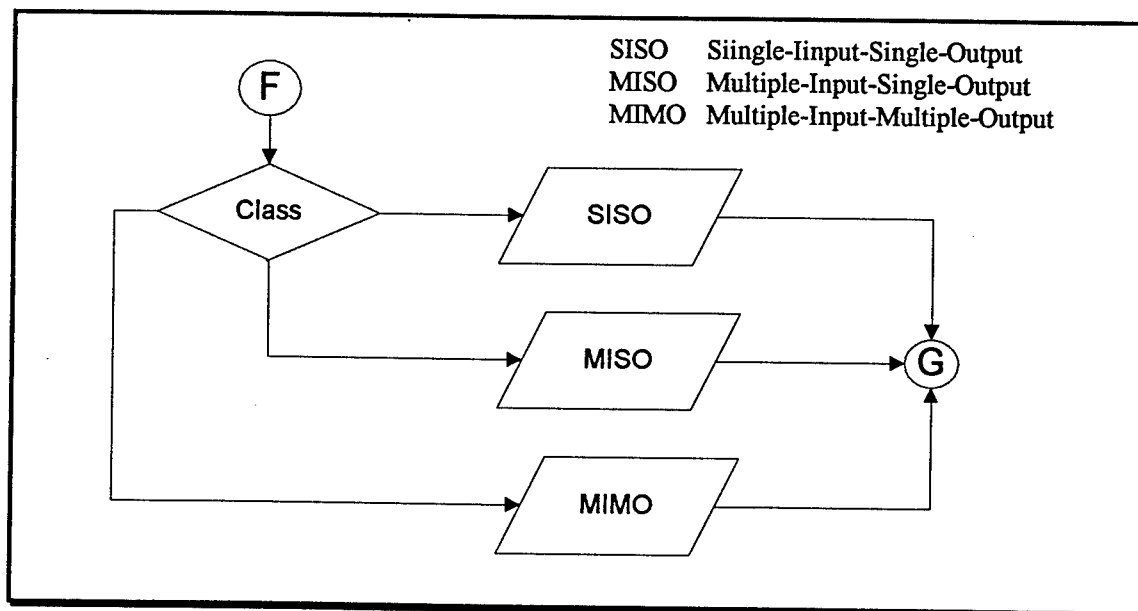 SISO Siingle-Iinput-Single-Output
MISO Multiple-Input-Single-Output
MIMO Multiple-Input-Multiple-Output
F
Class
SISO
MISO
G
MIMO